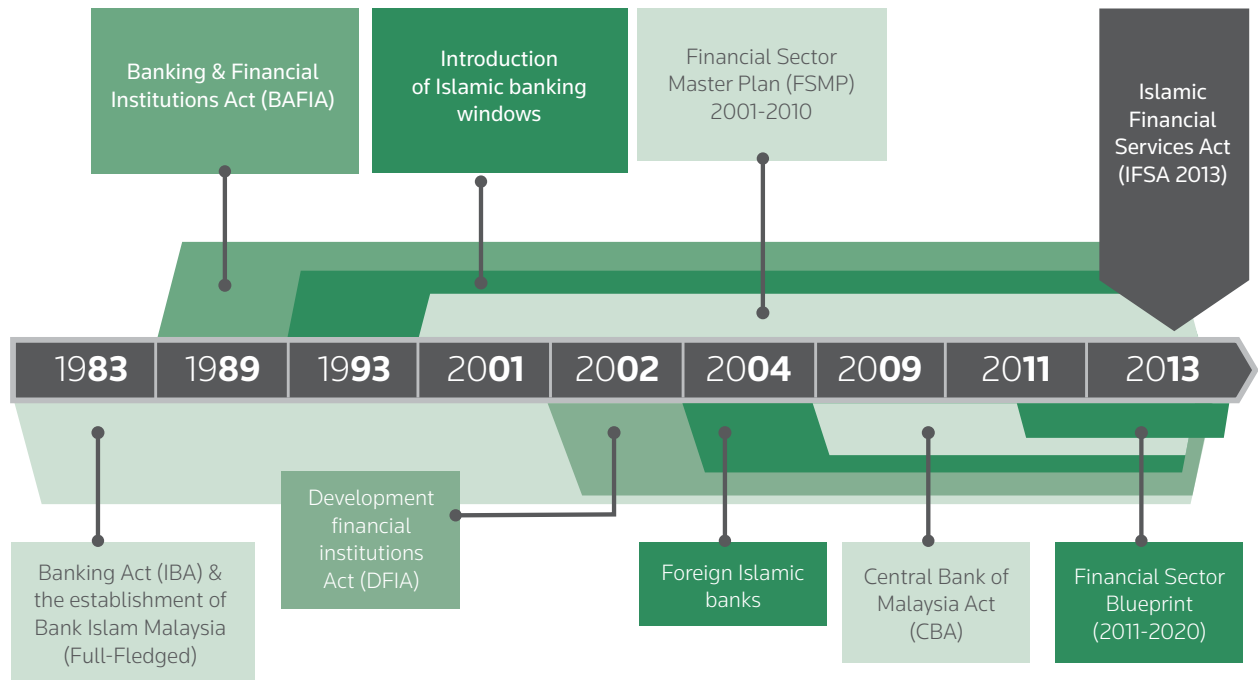 Banking & Financial
Institutions Act (BAFIA)
Introduction
of Islamic banking
windows
Financial Sector
Master Plan (FSMP)
2001-2010
Islamic
Financial
Services Act
(IFSA 2013)
1983
1989
1993
2001
2002
2004
2009
2011
2013
Banking Act (IBA) &
the establishment of
Bank Islam Malaysia
(Full-Fledged)
Development
financial
institutions
Act (DFIA)
Foreign Islamic
banks
Central Bank of
Malaysia Act
(CBA)
Financial Sector
Blueprint
(2011-2020)